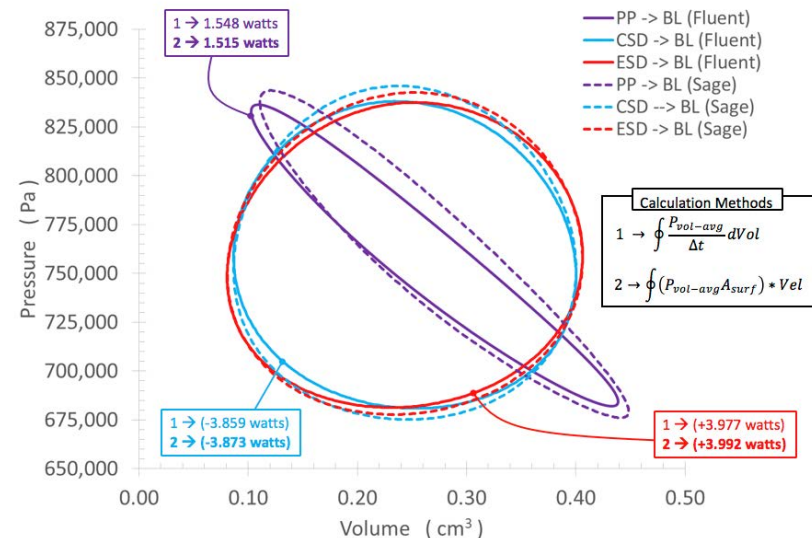 1 → 1.548 watts
2 → 1.515 watts
PP -> BL (Fluent)
CSD -> BL (Fluent)
ESD -> BL (Fluent)
PP -> BL (Sage)
CSD --> BL (Sage)
ESD -> BL (Sage)
875,000
850,000
825,000
800,000
775,000
750,000
725,000
700,000
675,000
650,000
Pressure ( Pa )
Calculation Methods
1 → ∮ P_vol−avg / Δt dVol
2 → ∮(P_vol−avg A_surf) * Vel
1 → (-3.859 watts)
2 → (-3.873 watts)
1 → (+3.977 watts)
2 → (+3.992 watts)
0.00 0.10 0.20 0.30 0.40 0.50
Volume ( cm³ )